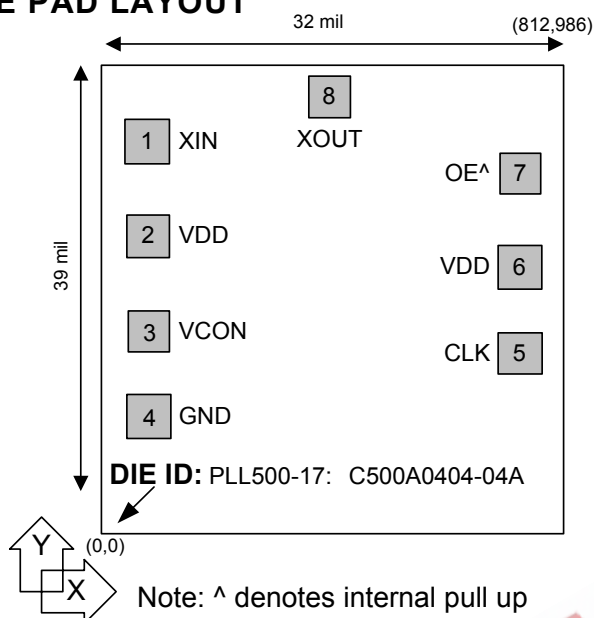 E PAD LAYOUT
32 mil
(812,986)
8
XOUT
1 XIN
OE^ 7
2 VDD
VDD 6
39 mil
3 VCON
CLK 5
4 GND
DIE ID: PLL500-17: C500A0404-04A
(0,0)
Y
X
Note: ^ denotes internal pull up